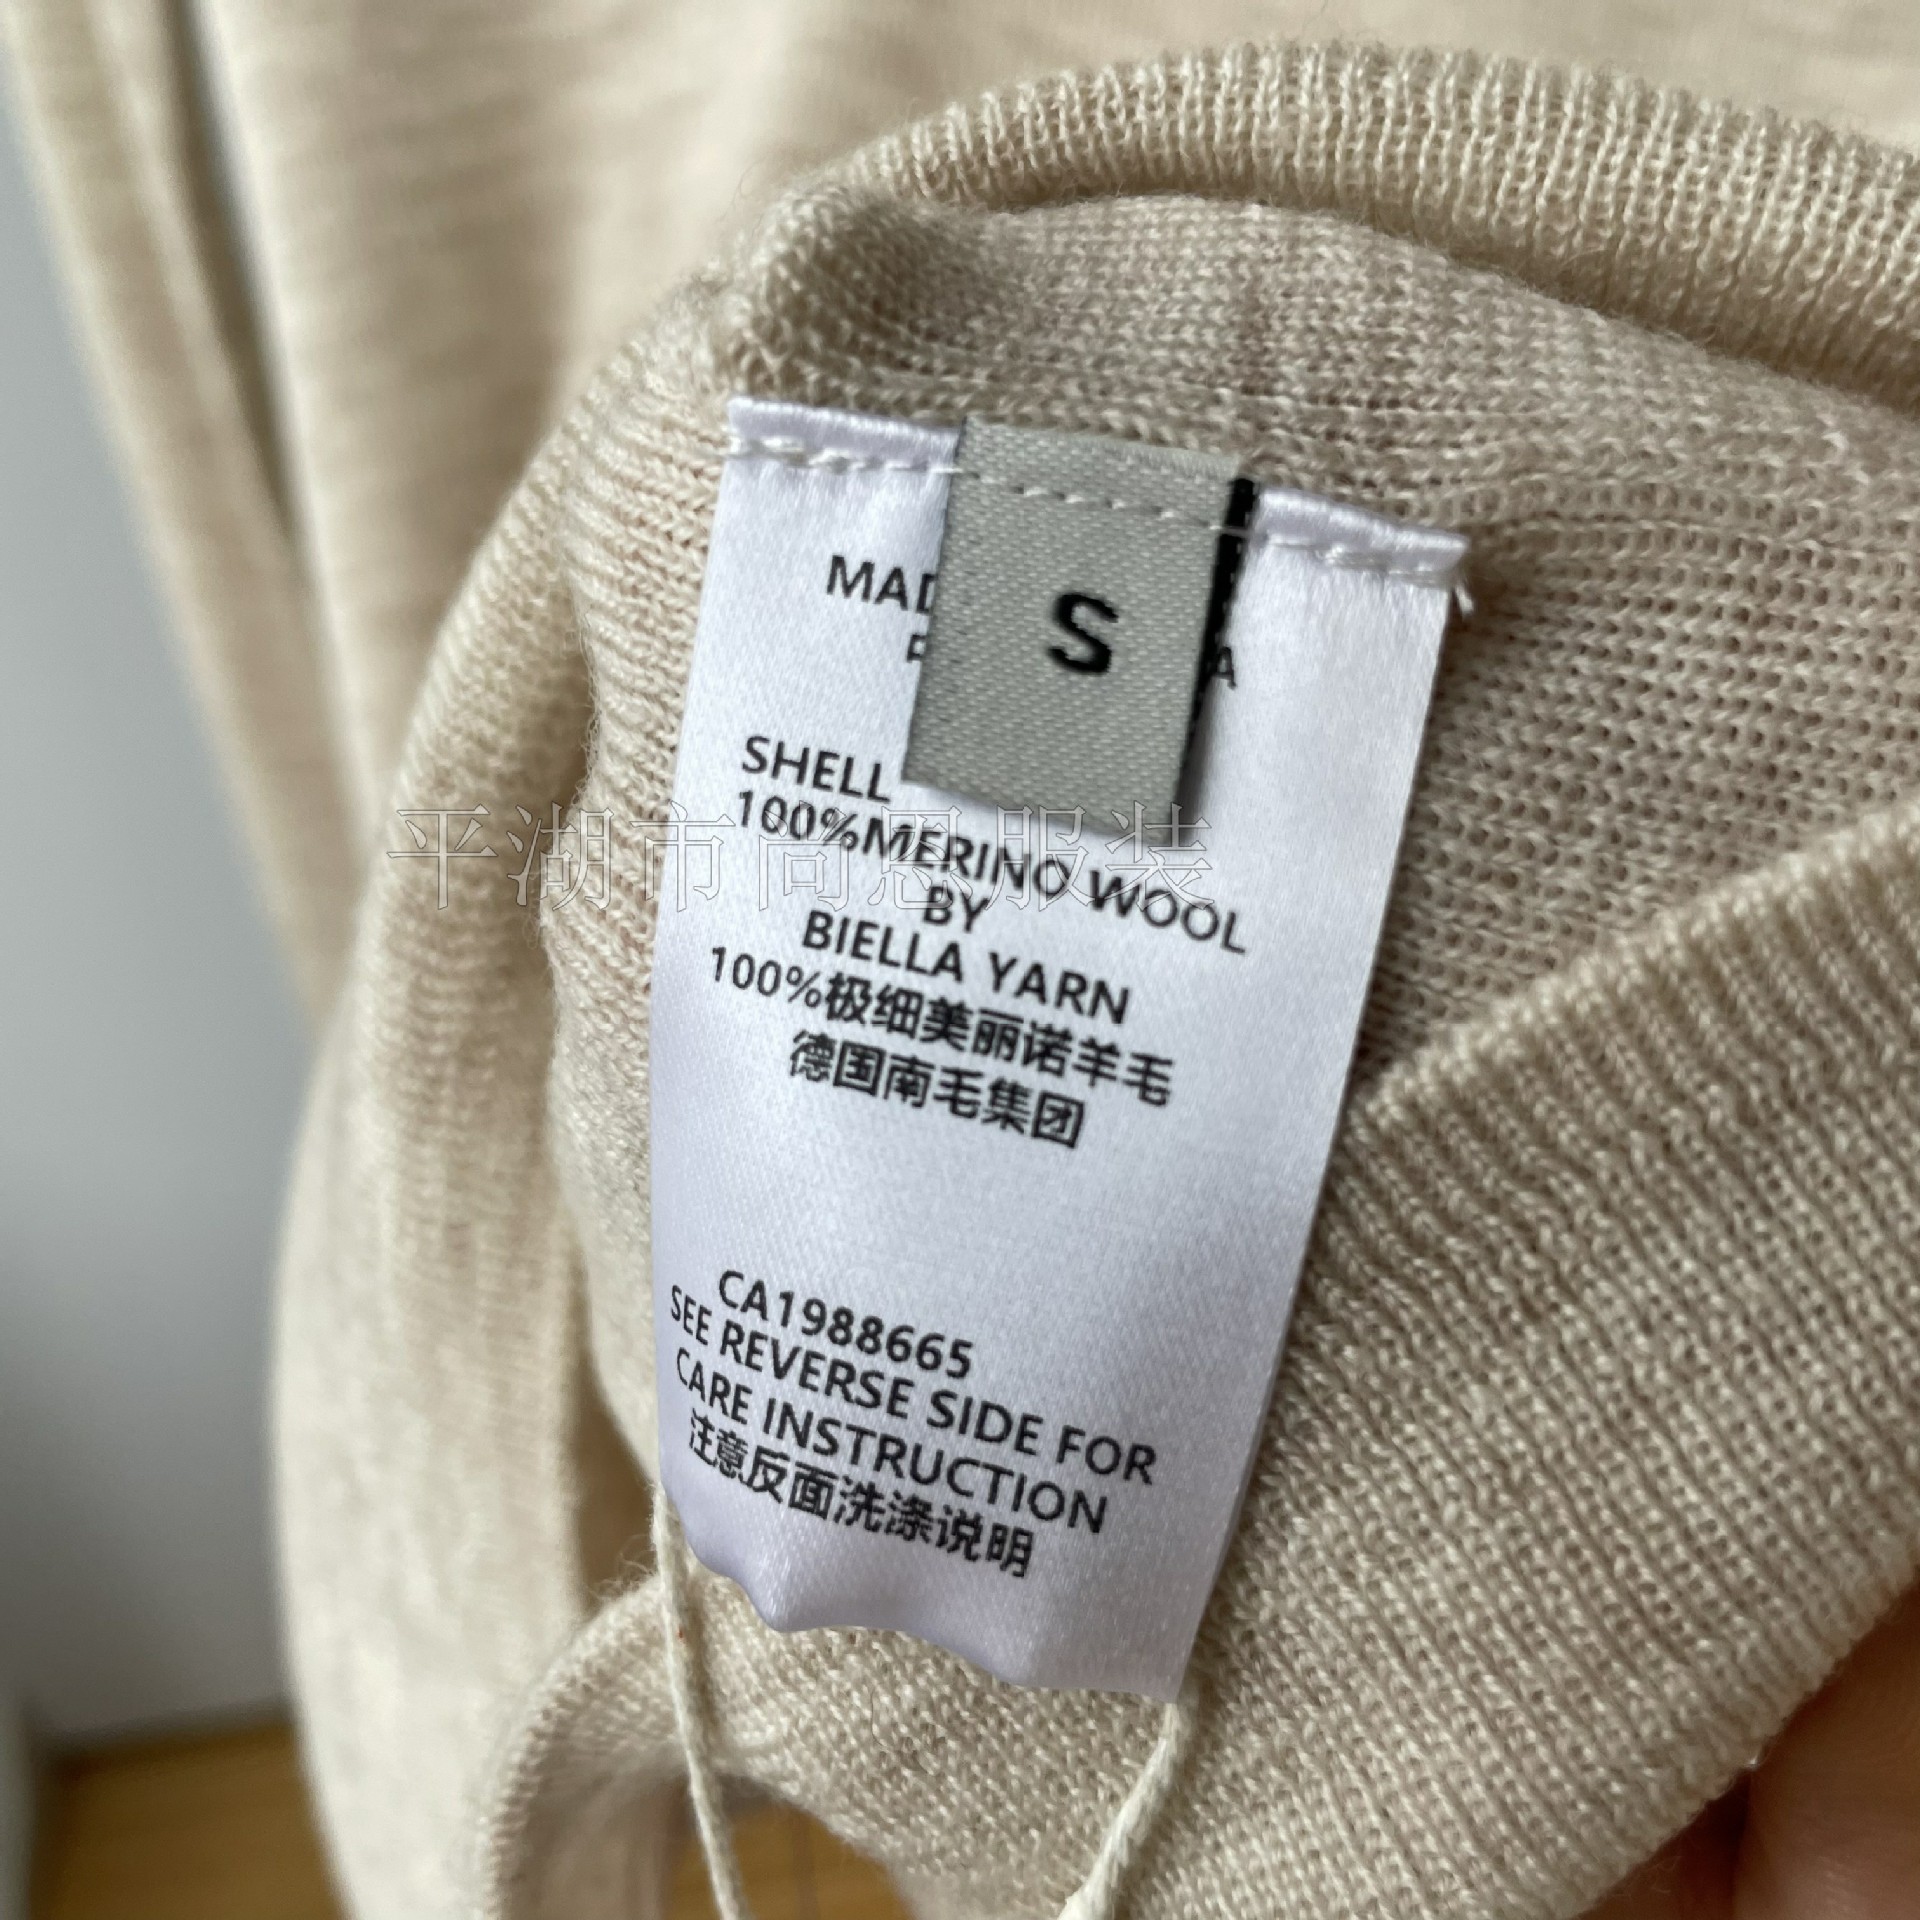 S
SHELL
100%MERINO WOOL
BY
BIELLA YARN
100%极细美丽诺羊毛
德国南毛集团
CA1988665
SEE REVERSE SIDE FOR
CARE INSTRUCTION
注意反面洗涤说明
平湖市尚恩服装